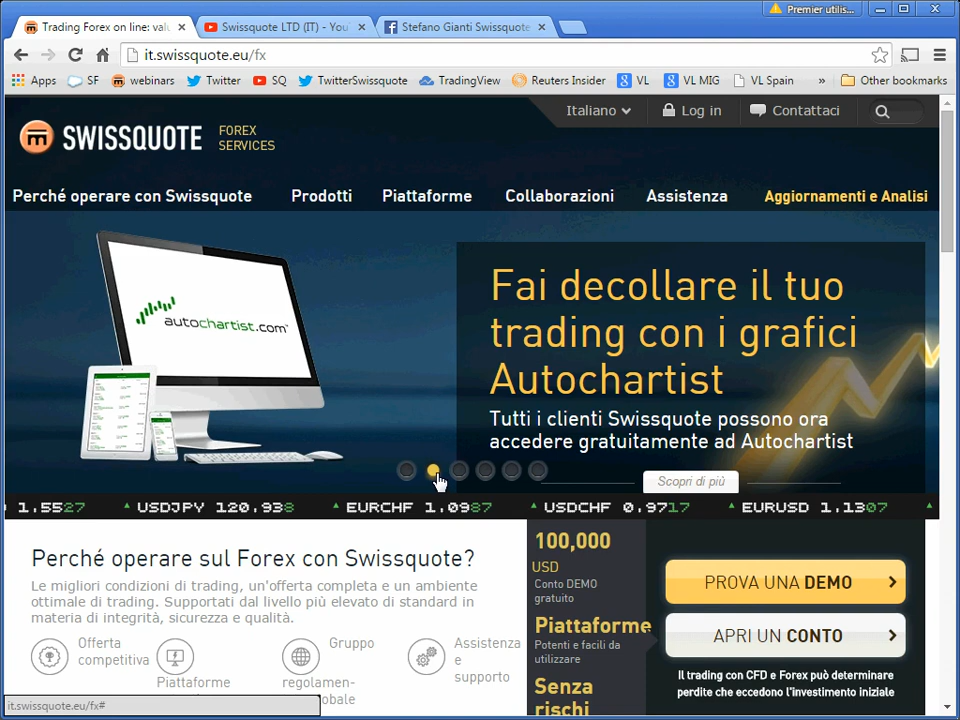 Premier utilis...
Trading Forex on line: valu
Swissquote LTD (IT) - You
Stefano Gianti Swissquote
it.swissquote.eu/fx
Apps SF webinars Twitter SQ TwitterSwissquote TradingView Reuters Insider VL VL MIG VL Spain » Other bookmarks
Italiano Log in Contattaci
SWISSQUOTE
FOREX
SERVICES
Perché operare con Swissquote Prodotti Piattaforme Collaborazioni Assistenza Aggiornamenti e Analisi
autochartist.com
Fai decollare il tuo
trading con i grafici
Autochartist
Tutti i clienti Swissquote possono ora
accedere gratuitamente ad Autochartist
Scopri di più
1.5527 USDJPY 120.938 EURCHF 1.0987 USDCHF 0.9717 EURUSD 1.1307
Perché operare sul Forex con Swissquote?
Le migliori condizioni di trading, un'offerta completa e un ambiente
ottimale di trading. Supportati dal livello più elevato di standard in
materia di integrità, sicurezza e qualità.
Offerta
competitiva
Piattaforme
Gruppo
regolamen-
obale
Assistenza
e
supporto
100,000
USD
Conto DEMO
gratuito
Piattaforme
Potenti e facili da
utilizzare
Senza
rischi
PROVA UNA DEMO
APRI UN CONTO
Il trading con CFD e Forex può determinare
perdite che eccedono l'investimento iniziale
it.swissquote.eu/fx#